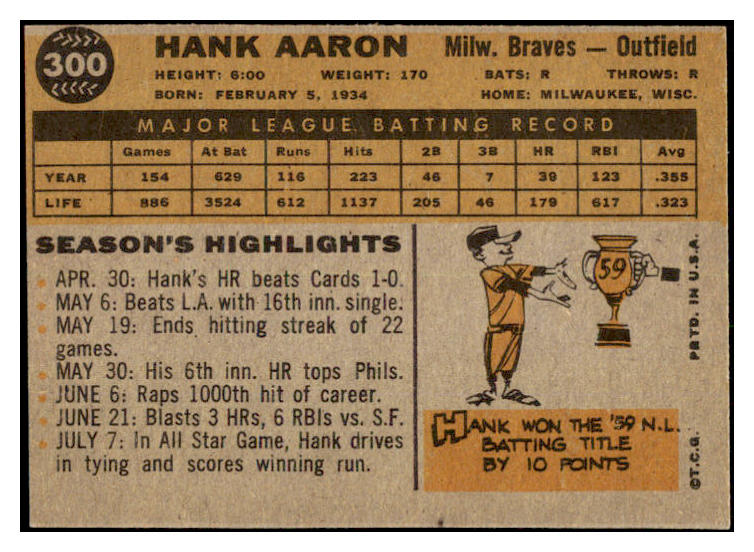 300
HANK AARON Milw. Braves — Outfield
HEIGHT: 6:00 WEIGHT: 170 BATS: R THROWS: R
BORN: FEBRUARY 5, 1934 HOME: MILWAUKEE, WISC.
MAJOR LEAGUE BATTING RECORD
Games At Bat Runs Hits 2B 3B HR RBI Avg
YEAR 154 629 116 223 46 7 39 123 .355
LIFE 886 3524 612 1137 205 46 179 617 .323
SEASON'S HIGHLIGHTS
APR. 30: Hank's HR beats Cards 1-0.
MAY 6: Beats L.A. with 16th inn. single.
MAY 19: Ends hitting streak of 22
games.
MAY 30: His 6th inn. HR tops Phils.
JUNE 6: Raps 1000th hit of career.
JUNE 21: Blasts 3 HRs, 6 RBIs vs. S.F.
JULY 7: In All Star Game, Hank drives
in tying and scores winning run.
59
HANK WON THE '59 N.L.
BATTING TITLE
BY 10 POINTS
©T.C.G. PRTD. IN U.S.A.